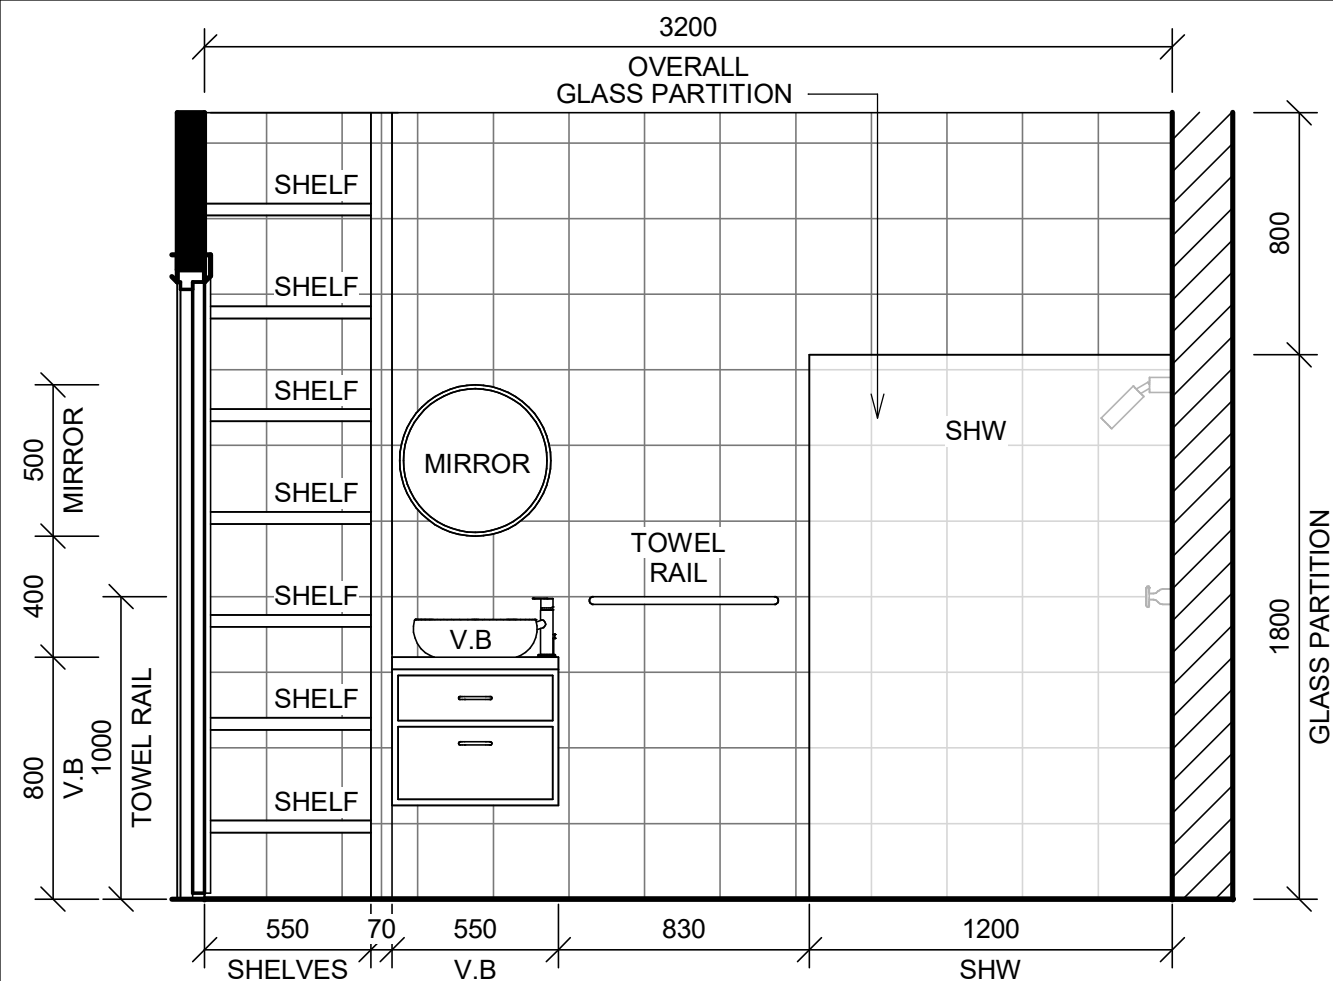 3200
OVERALL
GLASS PARTITION
SHELF
800
SHELF
SHELF
500
MIRROR
MIRROR
SHW
SHELF
TOWEL
RAIL
400
SHELF
V.B
1800
GLASS PARTITION
SHELF
800
V.B
1000
TOWEL RAIL
SHELF
550
70
550
830
1200
SHELVES
V.B
SHW